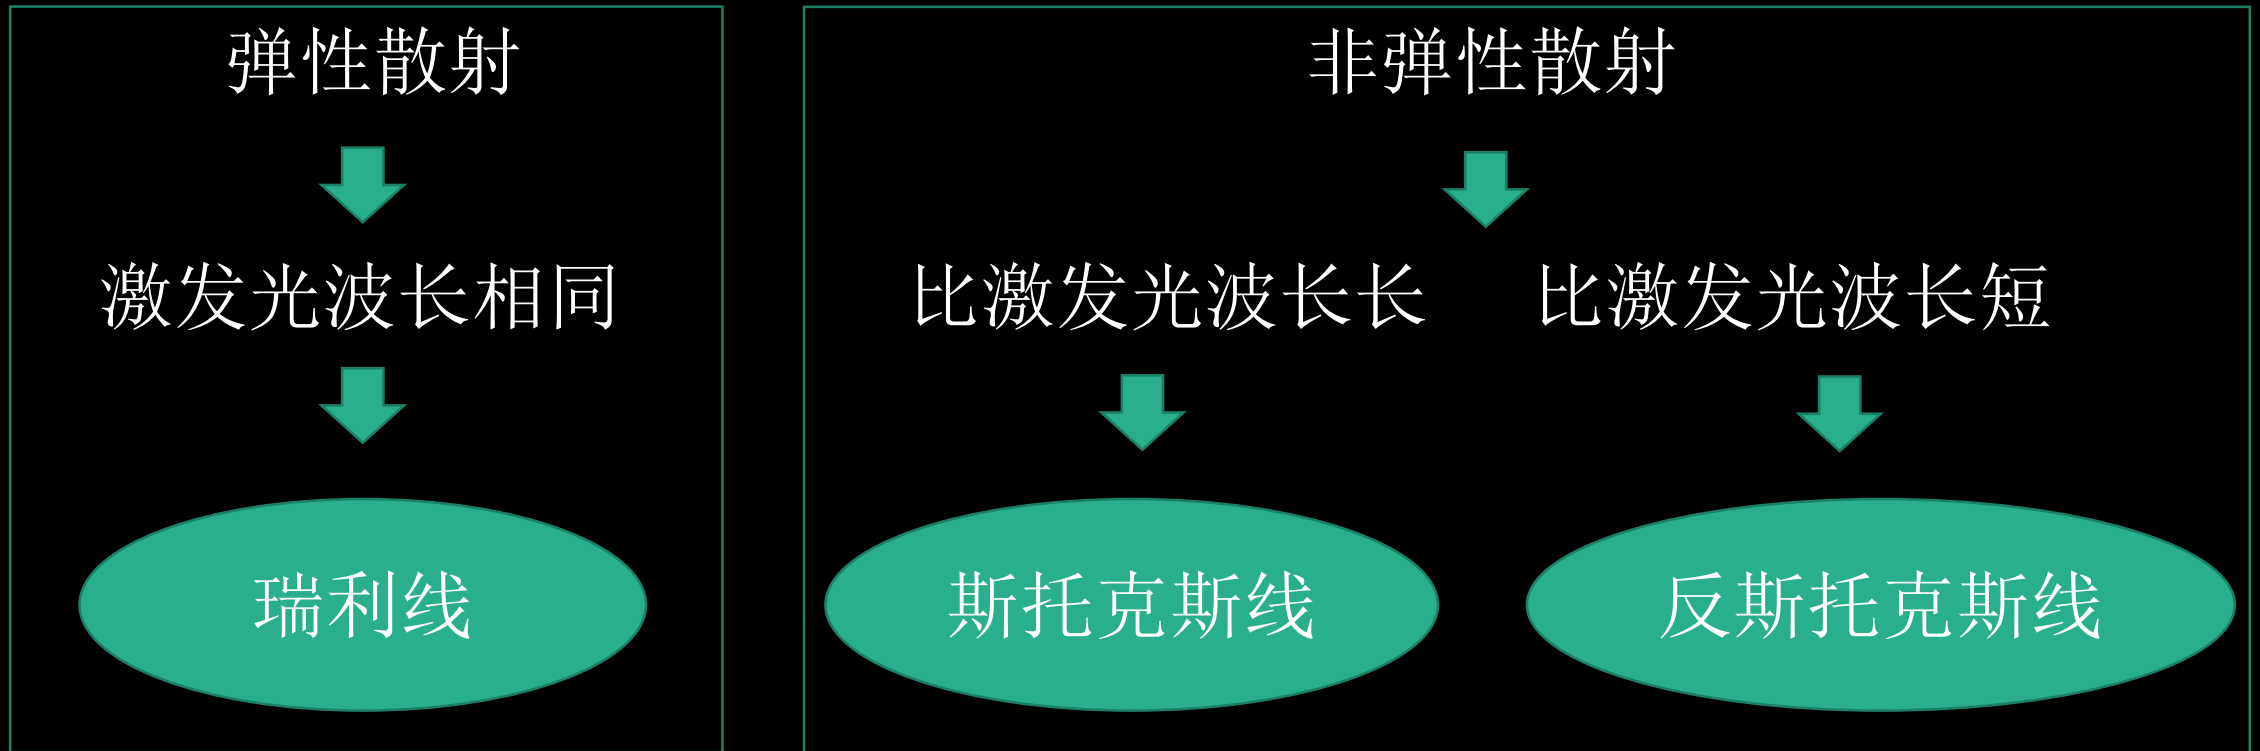 弹性散射
激发光波长相同
瑞利线
非弹性散射
比激发光波长长
比激发光波长短
斯托克斯线
反斯托克斯线